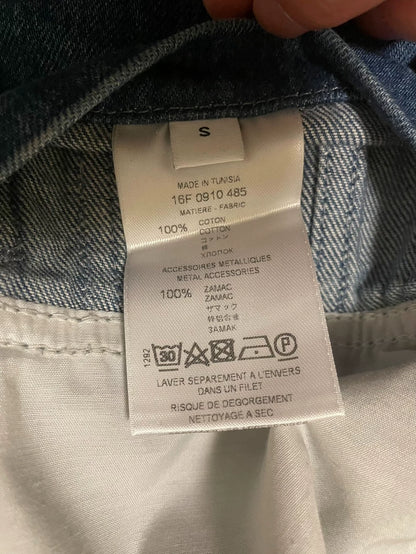 S
MADE IN TUNISIA
16F 0910 485
MATIERE - FABRIC
100% COTON
COTTON
コットン
棉
ХЛОПОК
ACCESSOIRES METALLIQUES
METAL ACCESSORIES
100% ZAMAC
ZAMAC
ザマック
锌铝合金
ЗАМАК
1292
30 P
LAVER SEPAREMENT A L'ENVERS
DANS UN FILET
RISQUE DE DEGORGEMENT
NETTOYAGE A SEC